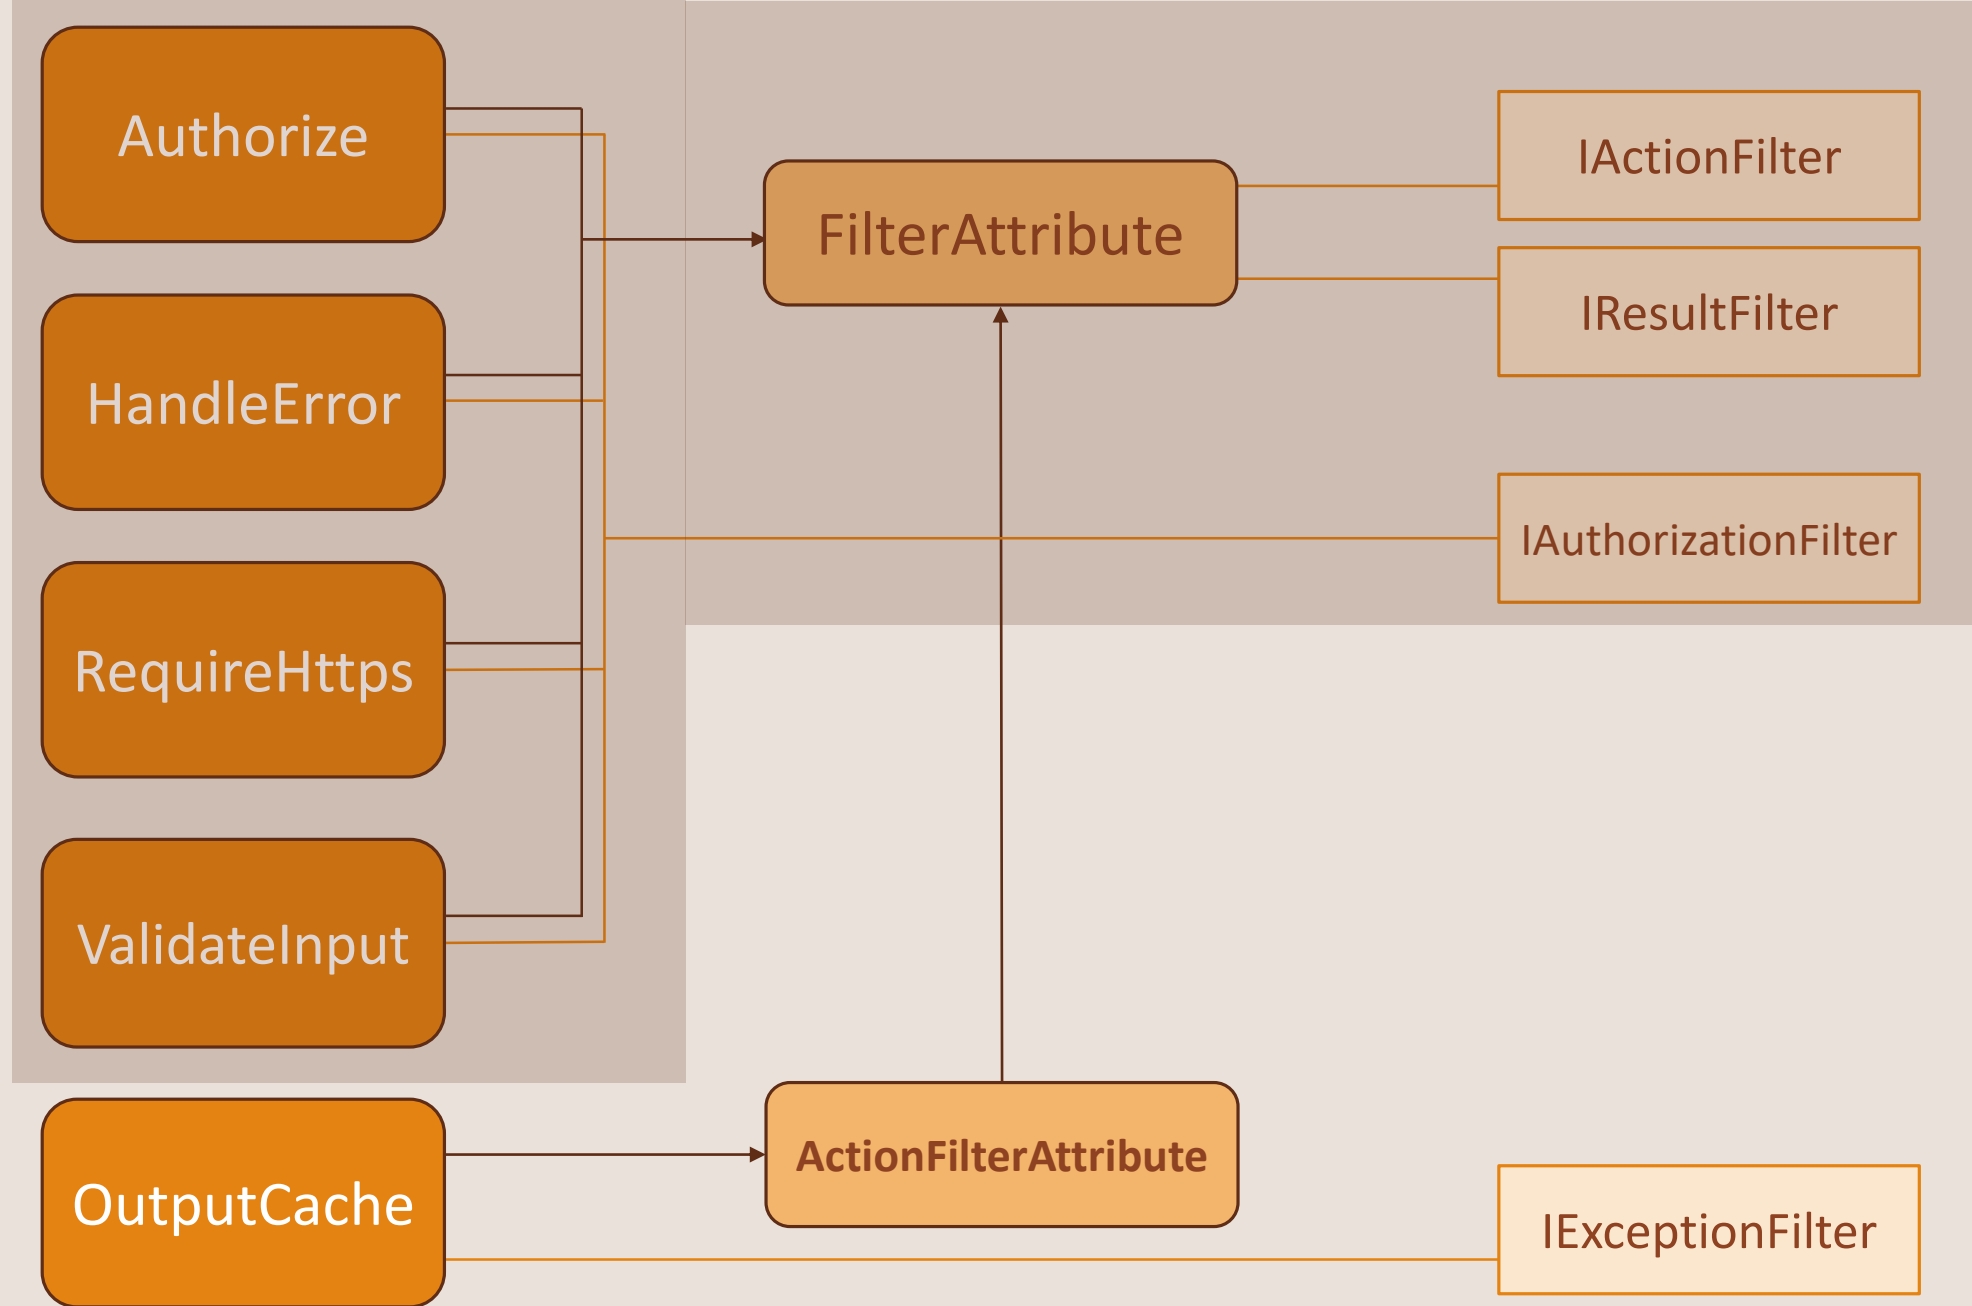 Authorize
HandleError
RequireHttps
ValidateInput
OutputCache
FilterAttribute
ActionFilterAttribute
IActionFilter
IResultFilter
IAuthorizationFilter
IExceptionFilter